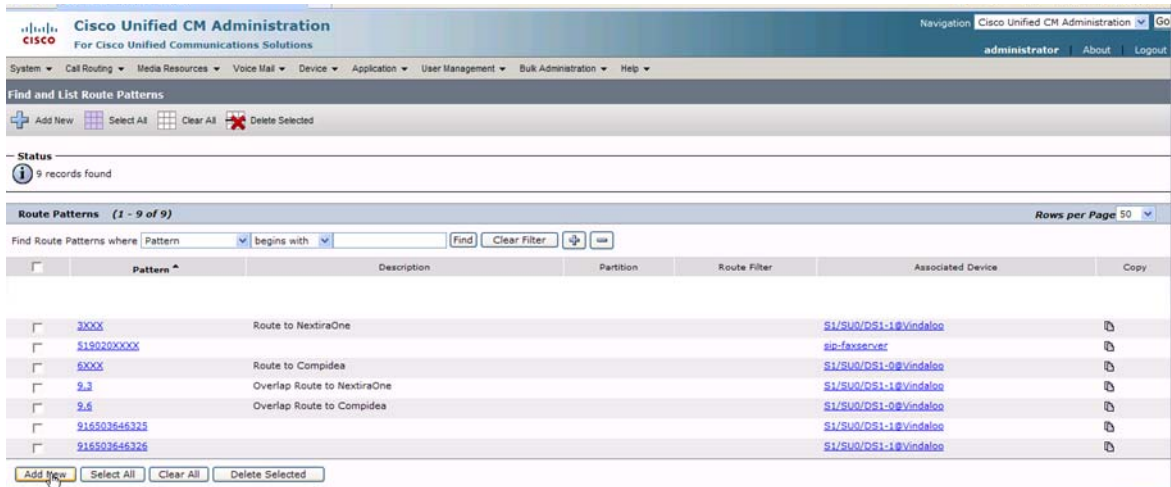 Cisco Unified CM Administration
For Cisco Unified Communications Solutions
CISCO
Navigation Cisco Unified CM Administration Go
administrator | About | Logout
System Call Routing Media Resources Voice Mail Device Application User Management Bulk Administration Help
Find and List Route Patterns
Add New Select All Clear All Delete Selected
Status
9 records found
Route Patterns (1 - 9 of 9) Rows per Page 50
Find Route Patterns where Pattern begins with Find Clear Filter
Pattern Description Partition Route Filter Associated Device Copy
3XXX Route to NextiraOne S1/SU0/DS1-1@Vindaloo
519020XXXX sip-faxserver
6XXX Route to Compidea S1/SU0/DS1-0@Vindaloo
9.3 Overlap Route to NextiraOne S1/SU0/DS1-1@Vindaloo
9.6 Overlap Route to Compidea S1/SU0/DS1-0@Vindaloo
916503646325 S1/SU0/DS1-1@Vindaloo
916503646326 S1/SU0/DS1-1@Vindaloo
Add New Select All Clear All Delete Selected